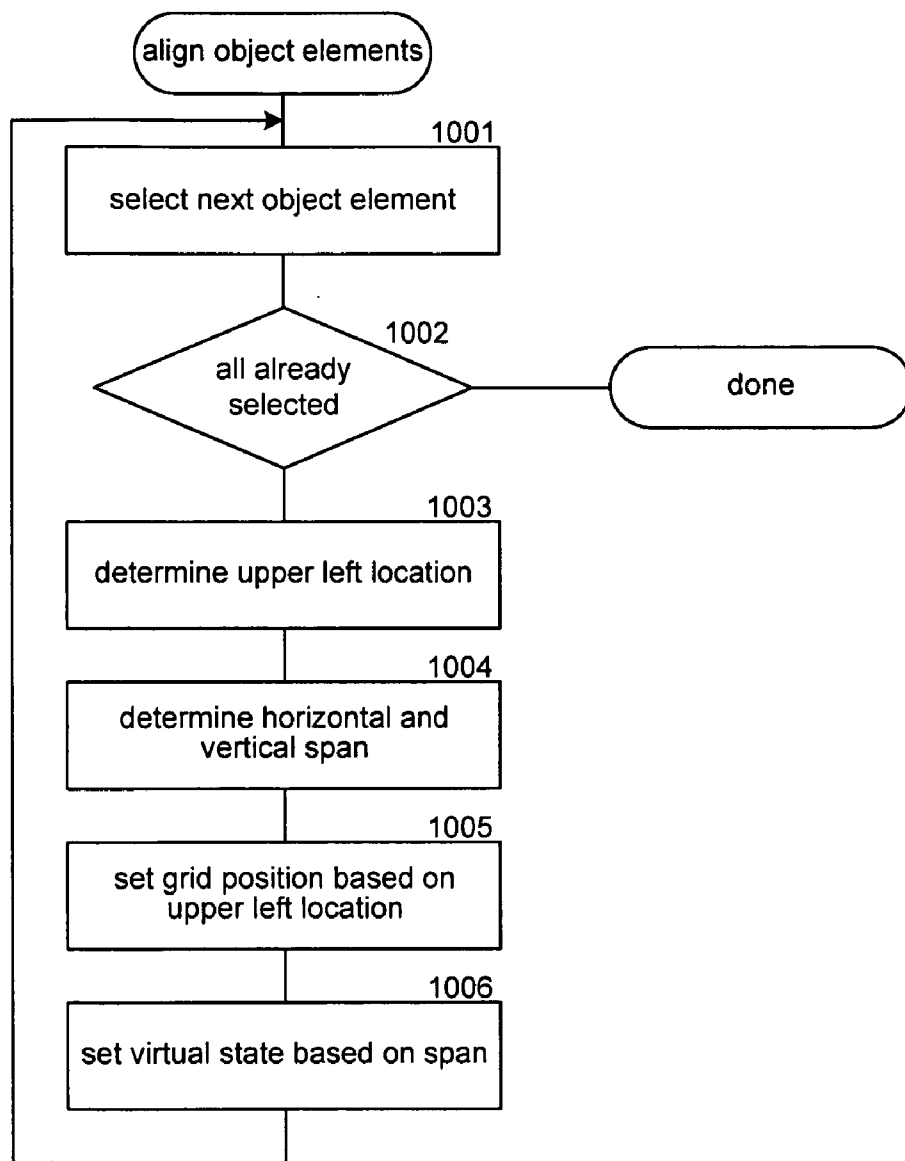 align object elements
1001
select next object element
1002
all already
selected
done
1003
determine upper left location
1004
determine horizontal and
vertical span
1005
set grid position based on
upper left location
1006
set virtual state based on span